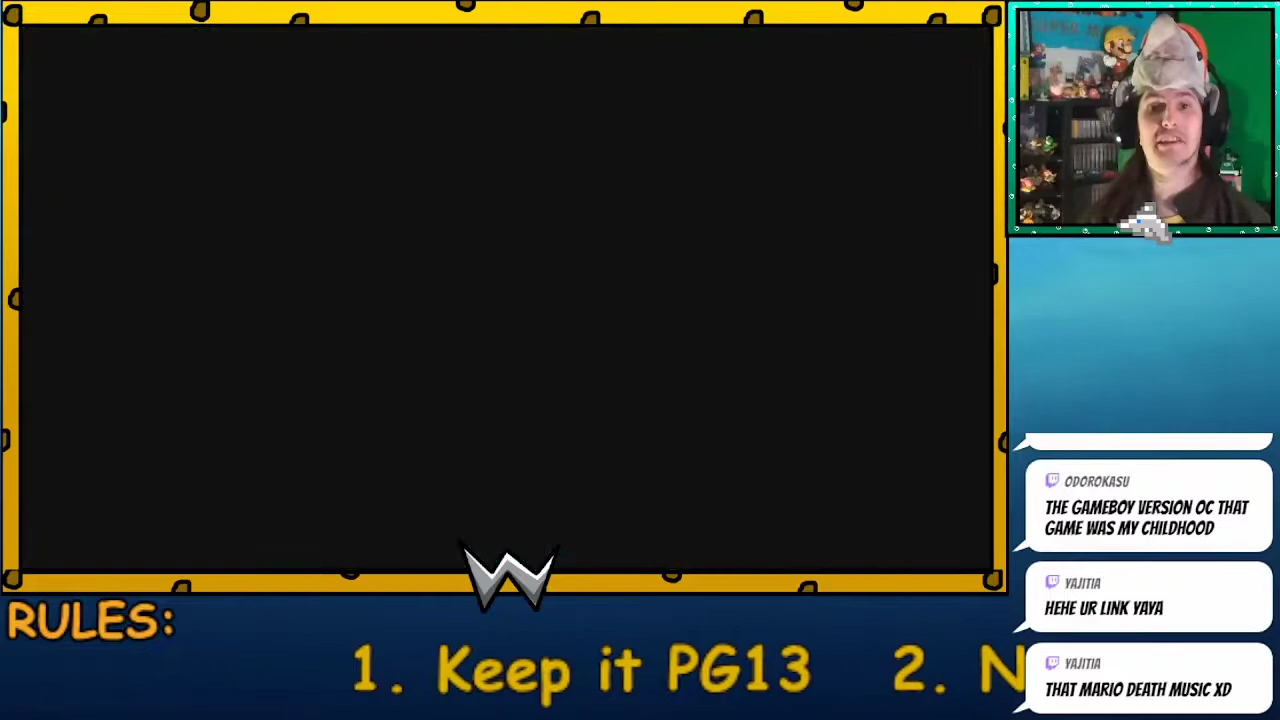 ODOROKASU
THE GAMEBOY VERSION OC THAT
GAME WAS MY CHILDHOOD
YAJITIA
HEHE UR LINK YAYA
YAJITIA
THAT MARIO DEATH MUSIC XD
W
RULES:
1. Keep it PG13 2. N